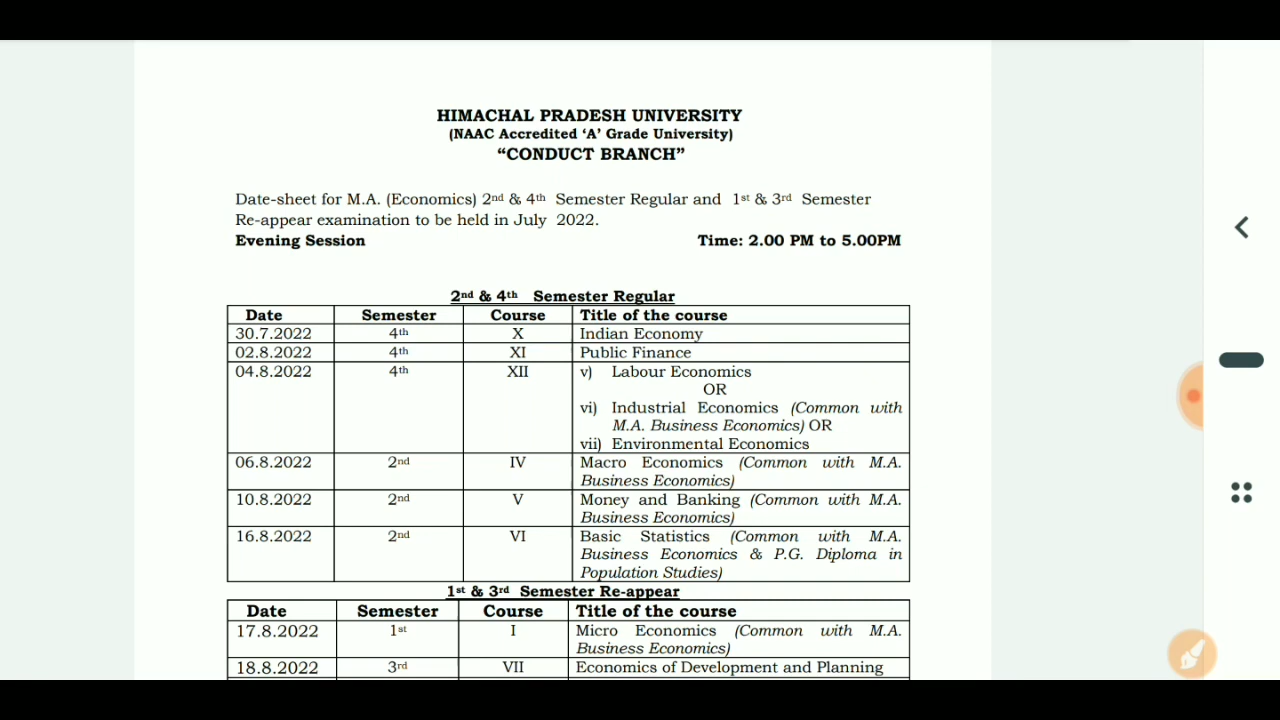 HIMACHAL PRADESH UNIVERSITY
(NAAC Accredited ‘A’ Grade University)
“CONDUCT BRANCH”
Date-sheet for M.A. (Economics) 2nd & 4th Semester Regular and 1st & 3rd Semester
Re-appear examination to be held in July 2022.
Evening Session Time: 2.00 PM to 5.00PM
2nd & 4th Semester Regular
Date Semester Course Title of the course
30.7.2022 4th X Indian Economy
02.8.2022 4th XI Public Finance
04.8.2022 4th XII v) Labour Economics
OR
vi) Industrial Economics (Common with
M.A. Business Economics) OR
vii) Environmental Economics
06.8.2022 2nd IV Macro Economics (Common with M.A.
Business Economics)
10.8.2022 2nd V Money and Banking (Common with M.A.
Business Economics)
16.8.2022 2nd VI Basic Statistics (Common with M.A.
Business Economics & P.G. Diploma in
Population Studies)
1st & 3rd Semester Re-appear
Date Semester Course Title of the course
17.8.2022 1st I Micro Economics (Common with M.A.
Business Economics)
18.8.2022 3rd VII Economics of Development and Planning